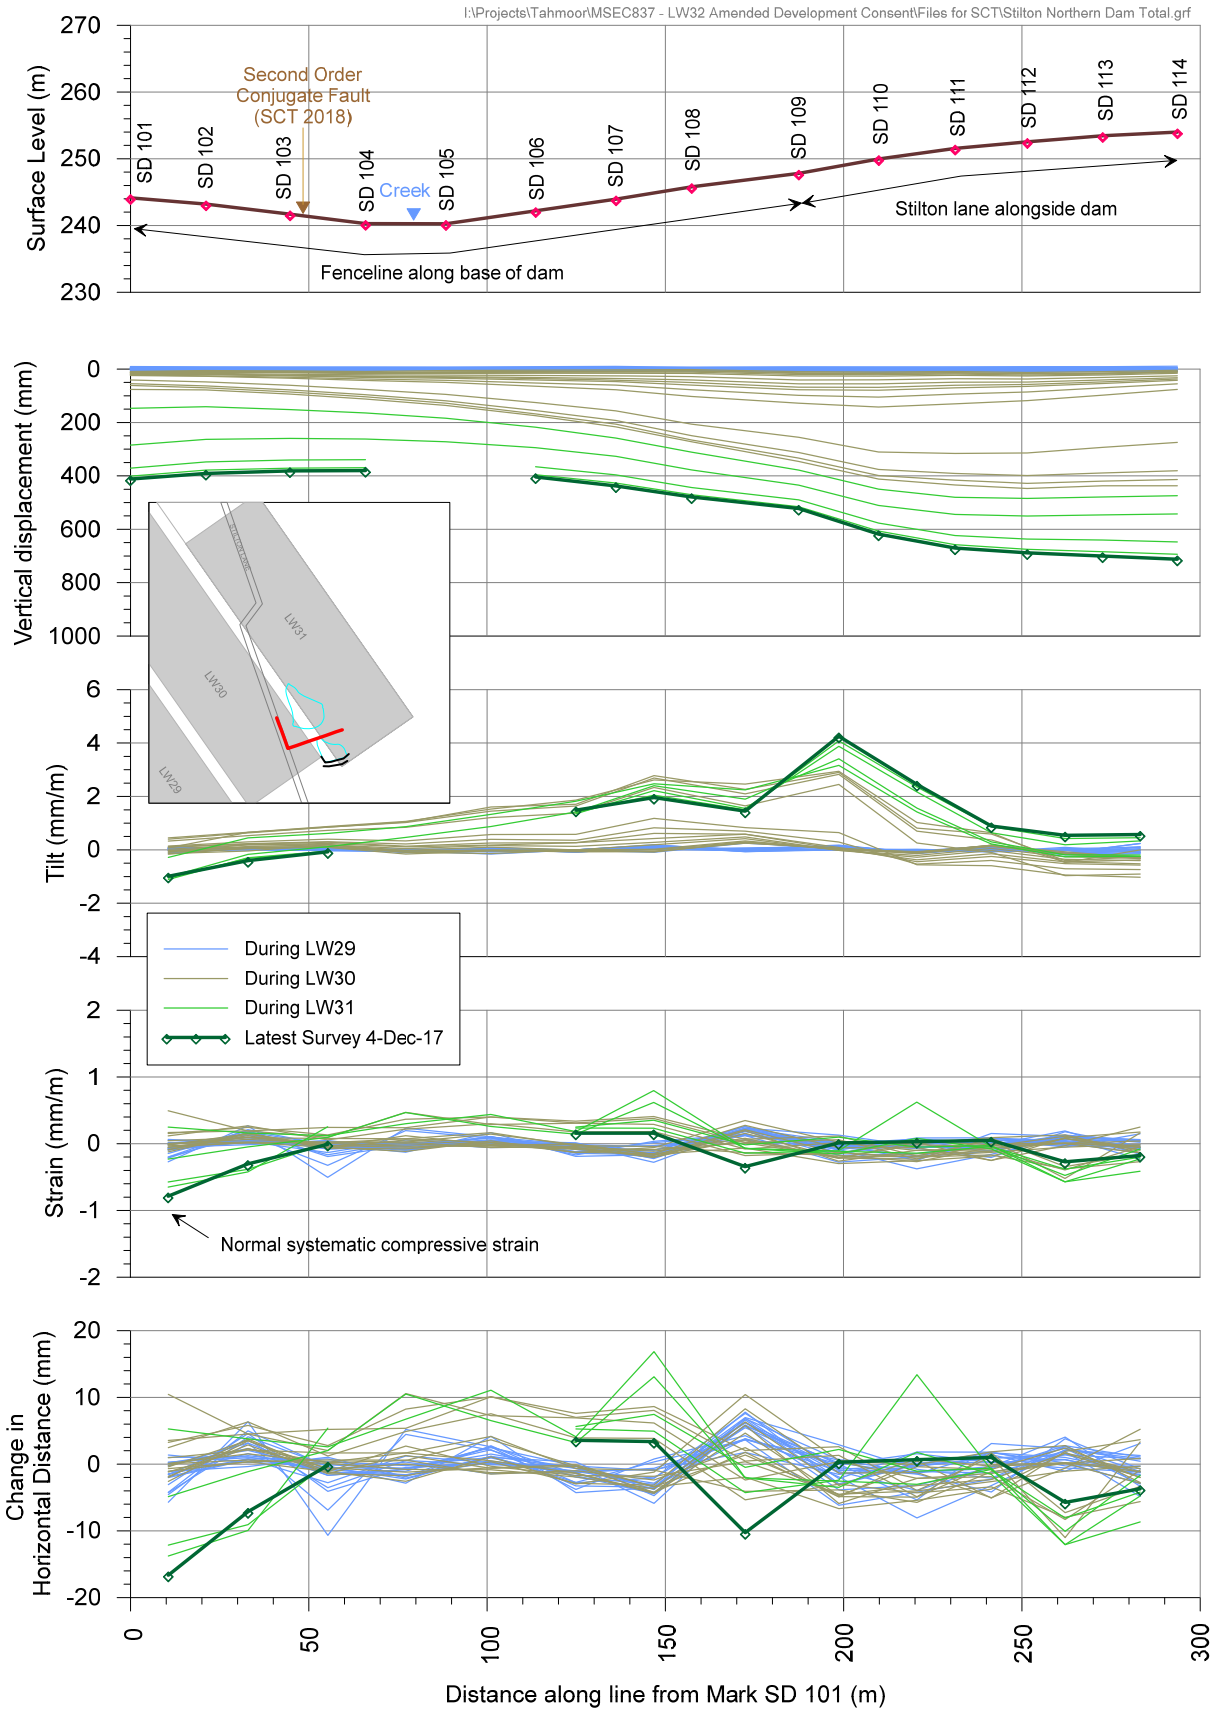 I:\Projects\Tahmoor\MSEC837 - LW32 Amended Development Consent\Files for SCT\Stilton Northern Dam Total.grf
Surface Level (m)
270
260
250
240
230
Second Order
Conjugate Fault
(SCT 2018)
Creek
SD 101
SD 102
SD 103
SD 104
SD 105
SD 106
SD 107
SD 108
SD 109
SD 110
SD 111
SD 112
SD 113
SD 114
Stilton lane alongside dam
Fenceline along base of dam
Vertical displacement (mm)
0
200
400
600
800
1000
STILTON LANE
LW31
LW30
LW29
Tilt (mm/m)
6
4
2
0
-2
-4
During LW29
During LW30
During LW31
Latest Survey 4-Dec-17
Strain (mm/m)
2
1
0
-1
-2
Normal systematic compressive strain
Change in
Horizontal Distance (mm)
20
10
0
-10
-20
0
50
100
150
200
250
300
Distance along line from Mark SD 101 (m)